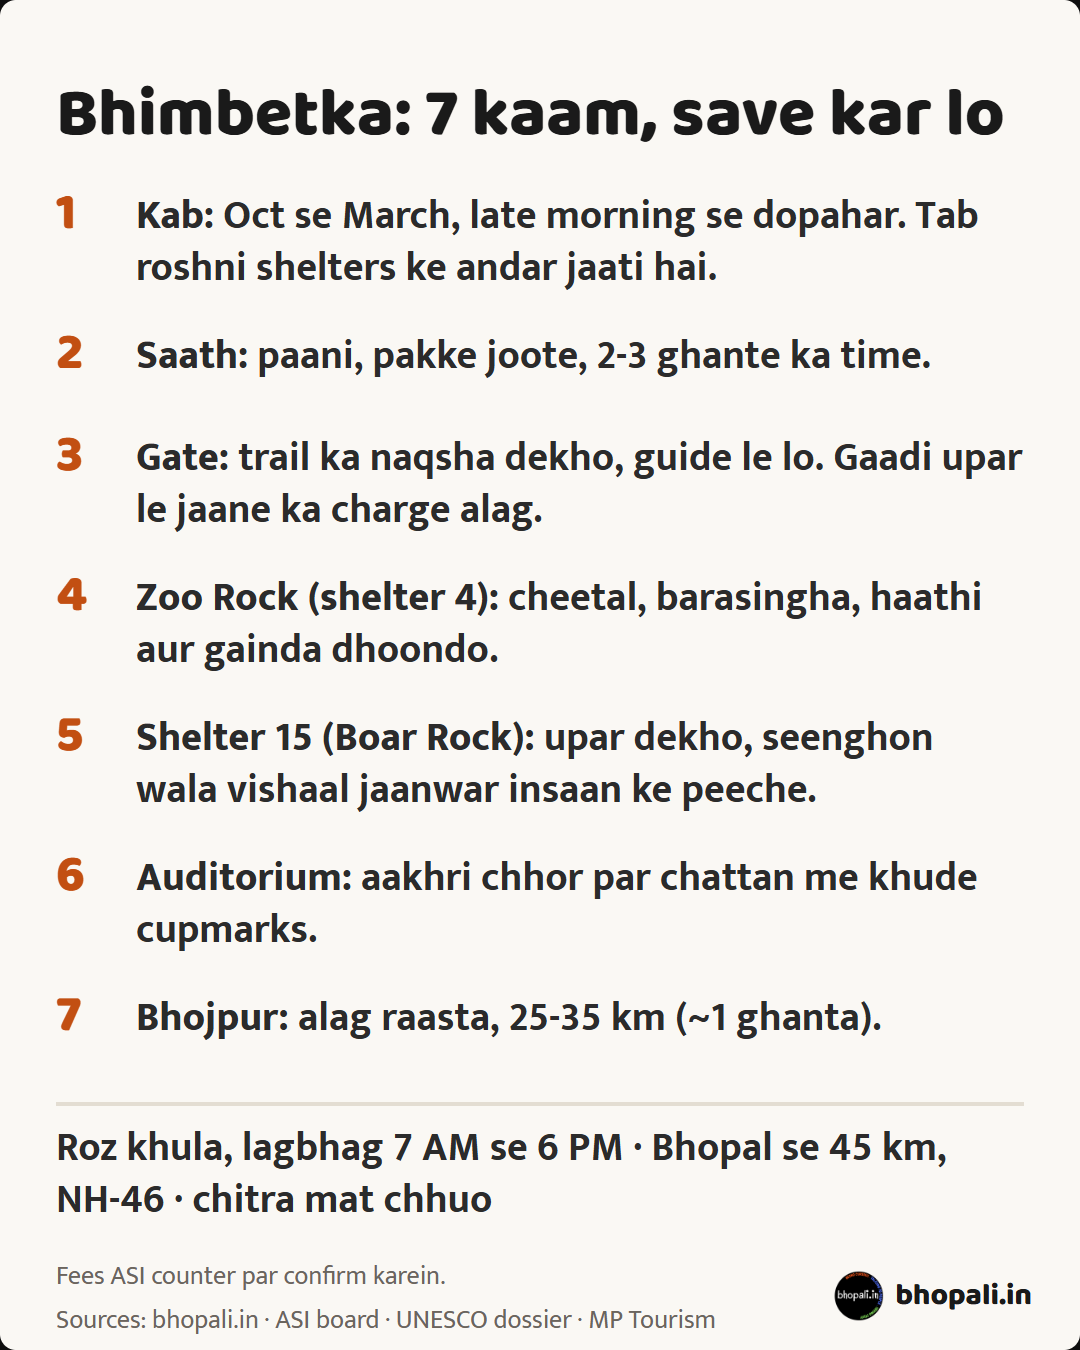 Bhimbetka: 7 kaam, save kar lo
1 Kab: Oct se March, late morning se dopahar. Tab
roshni shelters ke andar jaati hai.
2 Saath: paani, pakke joote, 2-3 ghante ka time.
3 Gate: trail ka naqsha dekho, guide le lo. Gaadi upar
le jaane ka charge alag.
4 Zoo Rock (shelter 4): cheetal, barasingha, haathi
aur gainda dhoondo.
5 Shelter 15 (Boar Rock): upar dekho, seenghon
wala vishaal jaanwar insaan ke peeche.
6 Auditorium: aakhri chhor par chattan me khude
cupmarks.
7 Bhojpur: alag raasta, 25-35 km (~1 ghanta).
Roz khula, lagbhag 7 AM se 6 PM · Bhopal se 45 km,
NH-46 · chitra mat chhuo
Fees ASI counter par confirm karein.
Sources: bhopali.in · ASI board · UNESCO dossier · MP Tourism
bhopali.in
bhopali.in